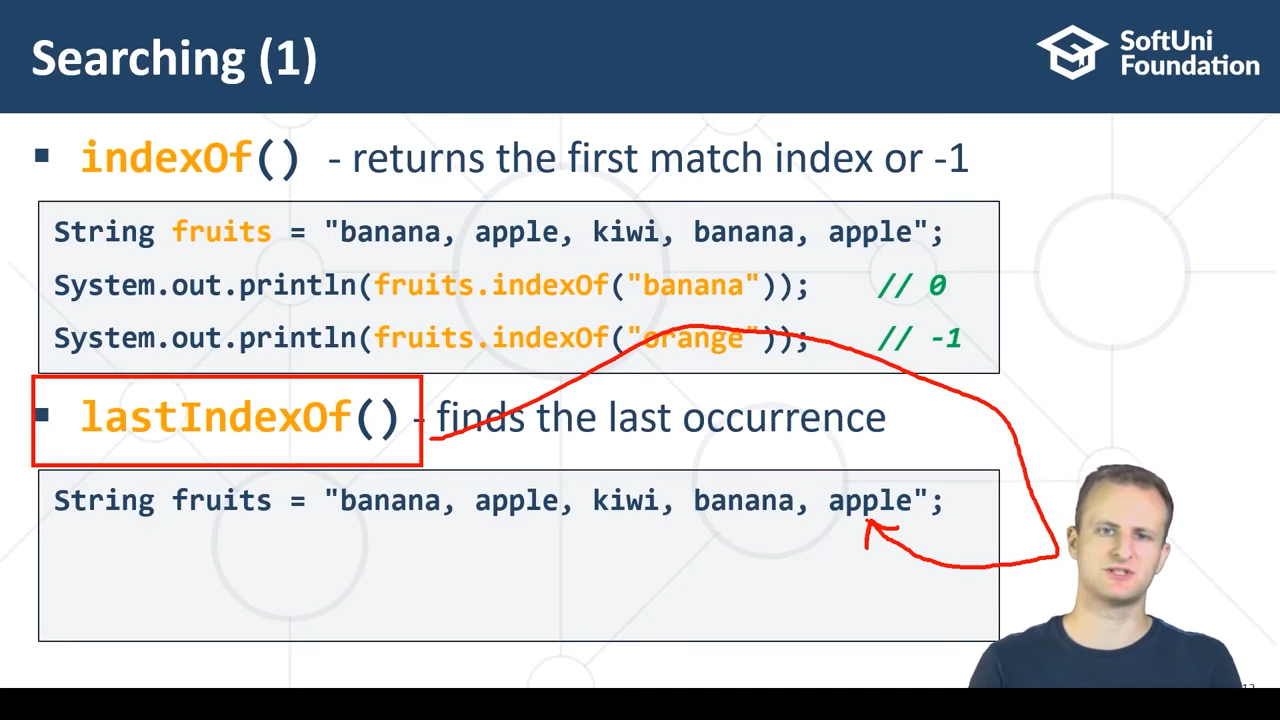 Searching (1)
SoftUni
Foundation
▪ indexOf() - returns the first match index or -1
String fruits = "banana, apple, kiwi, banana, apple";
System.out.println(fruits.indexOf("banana")); // 0
System.out.println(fruits.indexOf("orange")); // -1
▪ lastIndexOf() - finds the last occurrence
String fruits = "banana, apple, kiwi, banana, apple";